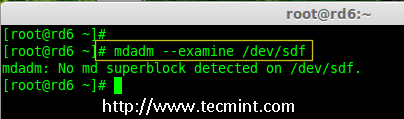 root@rd6:~
[root@rd6 ~]#
[root@rd6 ~]# mdadm --examine /dev/sdf
mdadm: No md superblock detected on /dev/sdf.
[root@rd6 ~]#
http://www.tecmint.com